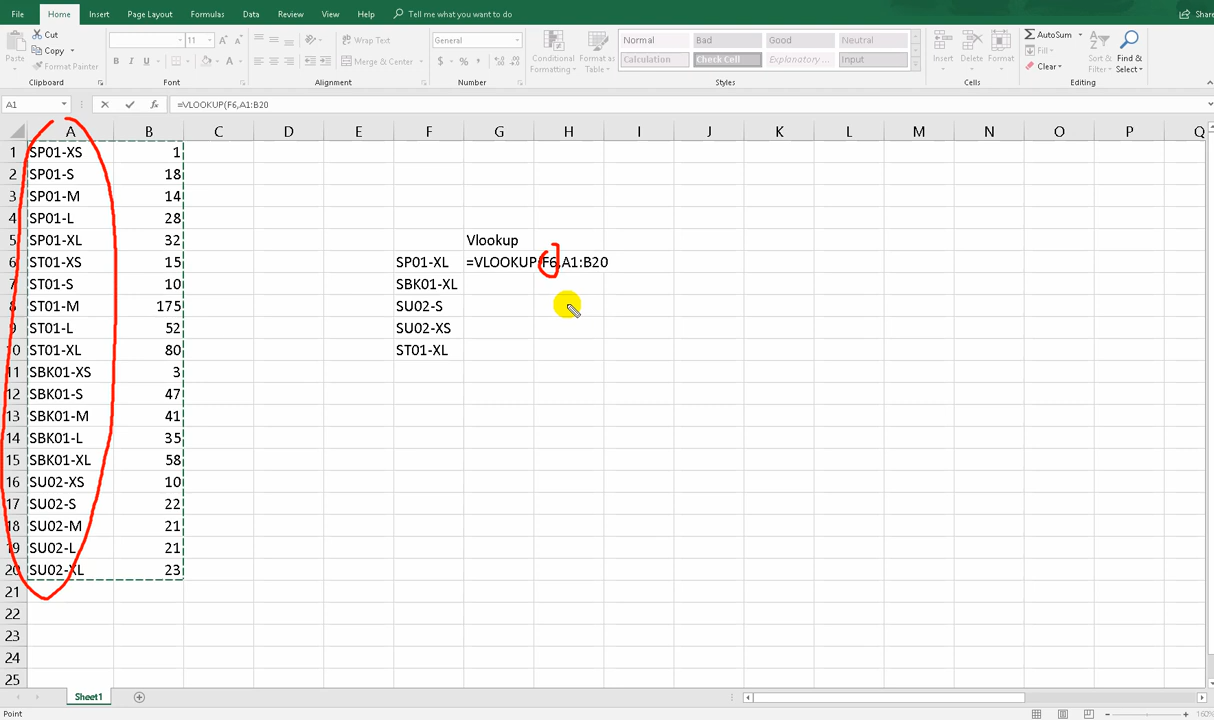 File Home Insert Page Layout Formulas Data Review View Help Tell me what you want to do Share
Cut
Copy
Format Painter
Paste
Clipboard
11
B I U
Font
Wrap Text
Merge & Center
Alignment
General
$ % ,
Number
Conditional Formatting
Format as Table
Normal Bad Good Neutral
Calculation Check Cell Explanatory ... Input
Styles
Insert Delete Format
Cells
AutoSum
Fill
Clear
Sort & Filter
Find & Select
Editing
A1 fx =VLOOKUP(F6,A1:B20
A B C D E F G H I J K L M N O P Q
1 SP01-XS 1
2 SP01-S 18
3 SP01-M 14
4 SP01-L 28
5 SP01-XL 32 Vlookup
6 ST01-XS 15 SP01-XL =VLOOKUP(F6,A1:B20
7 ST01-S 10 SBK01-XL
8 ST01-M 175 SU02-S
9 ST01-L 52 SU02-XS
10 ST01-XL 80 ST01-XL
11 SBK01-XS 3
12 SBK01-S 47
13 SBK01-M 41
14 SBK01-L 35
15 SBK01-XL 58
16 SU02-XS 10
17 SU02-S 22
18 SU02-M 21
19 SU02-L 21
20 SU02-XL 23
21
22
23
24
25
Sheet1
Point 160%